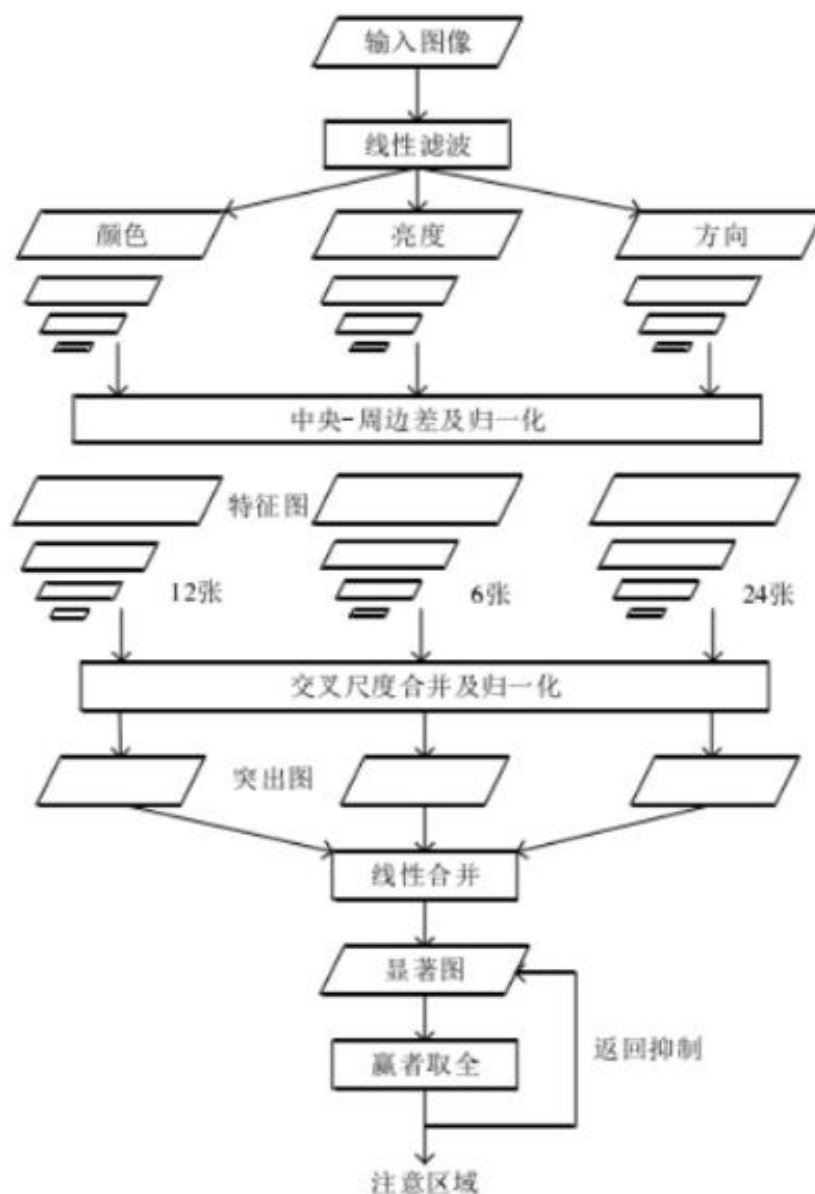 输入图像
线性滤波
颜色
亮度
方向
中央-周边差及归一化
特征图
12张
6张
24张
交叉尺度合并及归一化
突出图
线性合并
显著图
赢者取全
返回抑制
注意区域